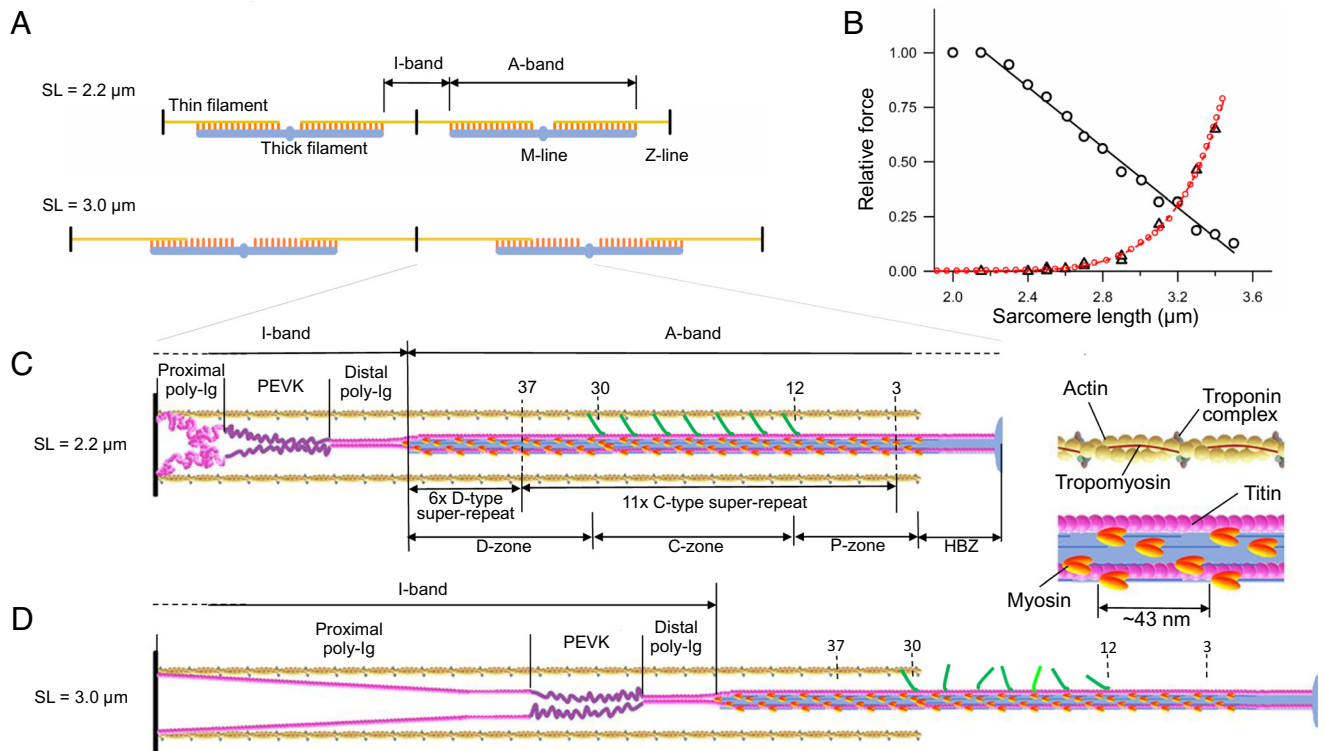 A
I-band
A-band
SL = 2.2 μm
Thin filament
Thick filament
M-line
Z-line
SL = 3.0 μm
B
1.00
0.75
0.50
0.25
0.00
Relative force
2.0
2.4
2.8
3.2
3.6
Sarcomere length (μm)
C
I-band
A-band
Proximal
poly-Ig
PEVK
Distal
poly-Ig
37
30
12
3
SL = 2.2 μm
6x D-type
super-repeat
11x C-type super-repeat
D-zone
C-zone
P-zone
HBZ
Actin
Troponin
complex
Tropomyosin
Titin
Myosin
~43 nm
D
I-band
Proximal
poly-Ig
PEVK
Distal
poly-Ig
37
30
12
3
SL = 3.0 μm